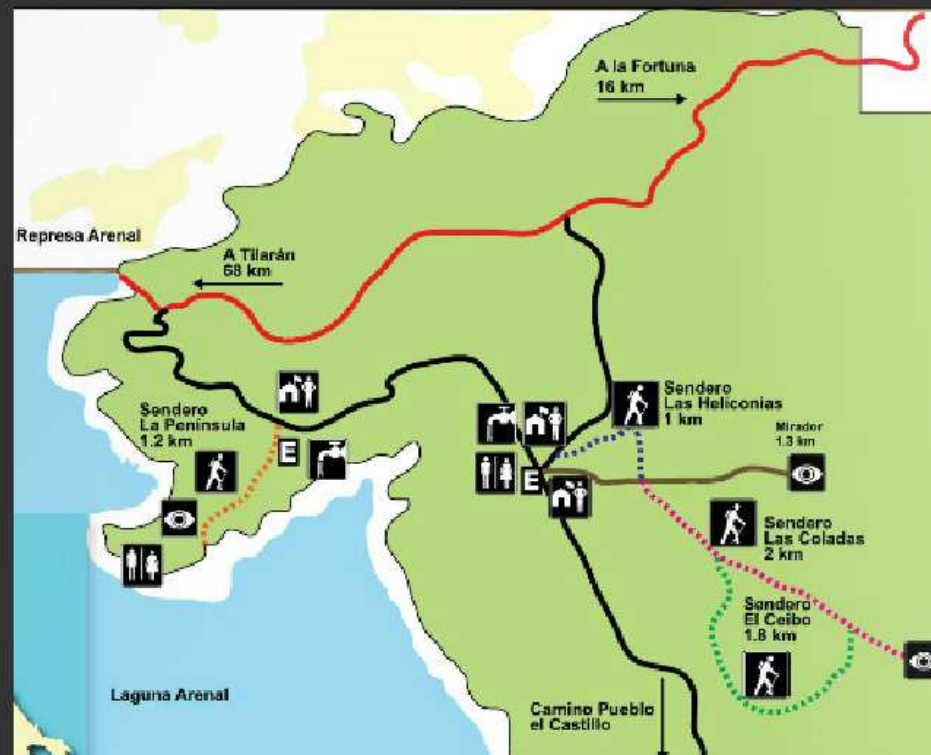 A la Fortuna
16 km
Represa Arenal
A Tilarán
68 km
Sendero
Las Heliconias
1 km
Sendero
La Península
1.2 km
Mirador
1.3 km
E
E
Sendero
Las Coladas
2 km
Sendero
El Ceibo
1.8 km
Laguna Arenal
Camino Pueblo
el Castillo